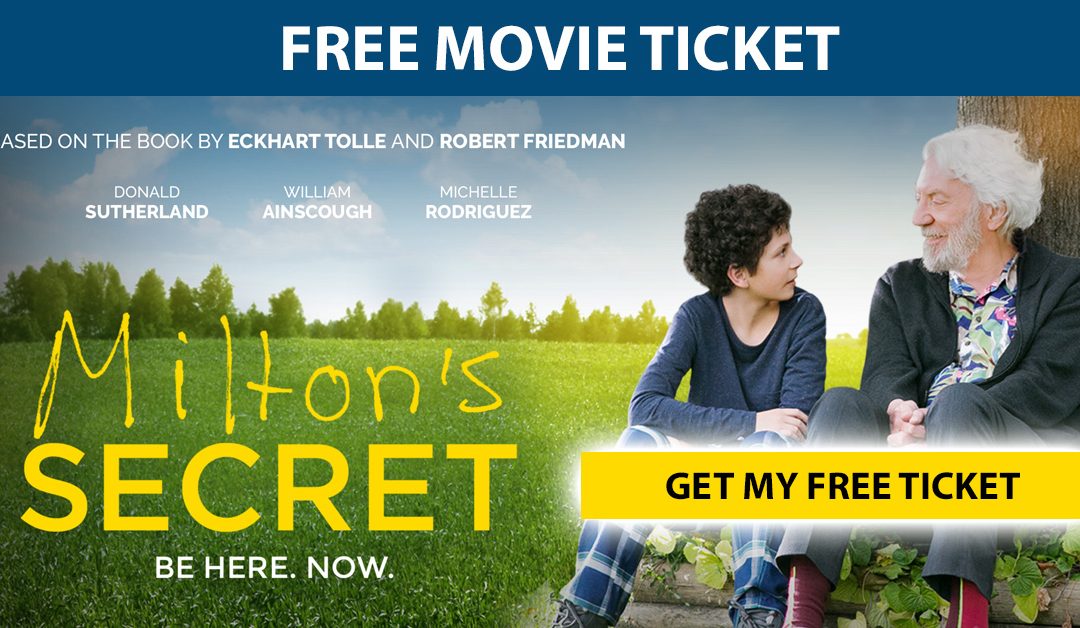 FREE MOVIE TICKET
ASED ON THE BOOK BY ECKHART TOLLE AND ROBERT FRIEDMAN
DONALD SUTHERLAND
WILLIAM AINSCOUGH
MICHELLE RODRIGUEZ
Milton's
SECRET
BE HERE. NOW.
GET MY FREE TICKET